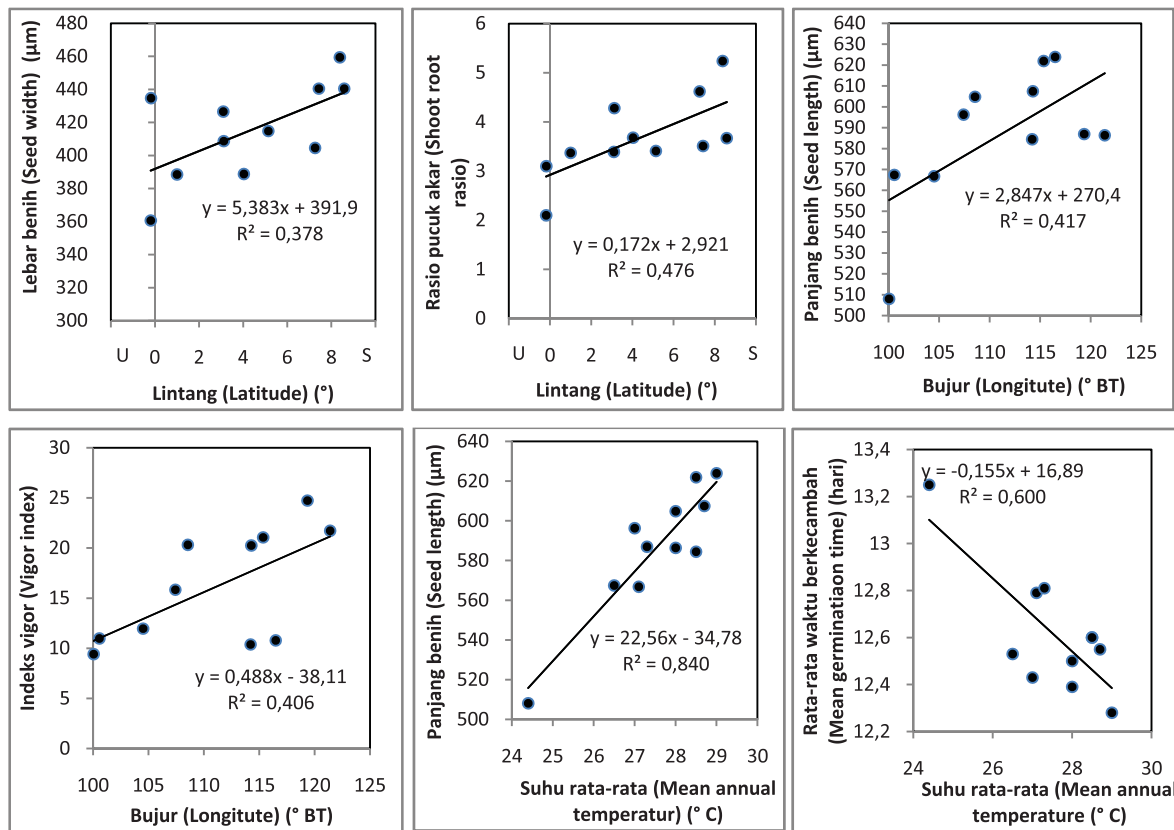 Lebar benih (Seed width) (µm)
480
460
440
420
400
380
360
340
320
300
y = 5,383x + 391,9
R² = 0,378
U 0 2 4 6 8 S
Lintang (Latitude) (°)
Rasio pucuk akar (Shoot root
rasio)
6
5
4
3
2
1
0
y = 0,172x + 2,921
R² = 0,476
U 0 2 4 6 8 S
Lintang (Latitude) (°)
Panjang benih (Seed length) (µm)
640
630
620
610
600
590
580
570
560
550
540
530
520
510
500
y = 2,847x + 270,4
R² = 0,417
100 105 110 115 120 125
Bujur (Longitute) (° BT)
Indeks vigor (Vigor index)
30
25
20
15
10
5
0
y = 0,488x - 38,11
R² = 0,406
100 105 110 115 120 125
Bujur (Longitute) (° BT)
Panjang benih (Seed length) (µm)
640
620
600
580
560
540
520
500
y = 22,56x - 34,78
R² = 0,840
24 25 26 27 28 29 30
Suhu rata-rata (Mean annual
temperatur) (° C)
Rata-rata waktu berkecambah
(Mean germinatiaon time) (hari)
13,4
13,2
13
12,8
12,6
12,4
12,2
y = -0,155x + 16,89
R² = 0,600
24 26 28 30
Suhu rata-rata (Mean annual
temperature (° C)